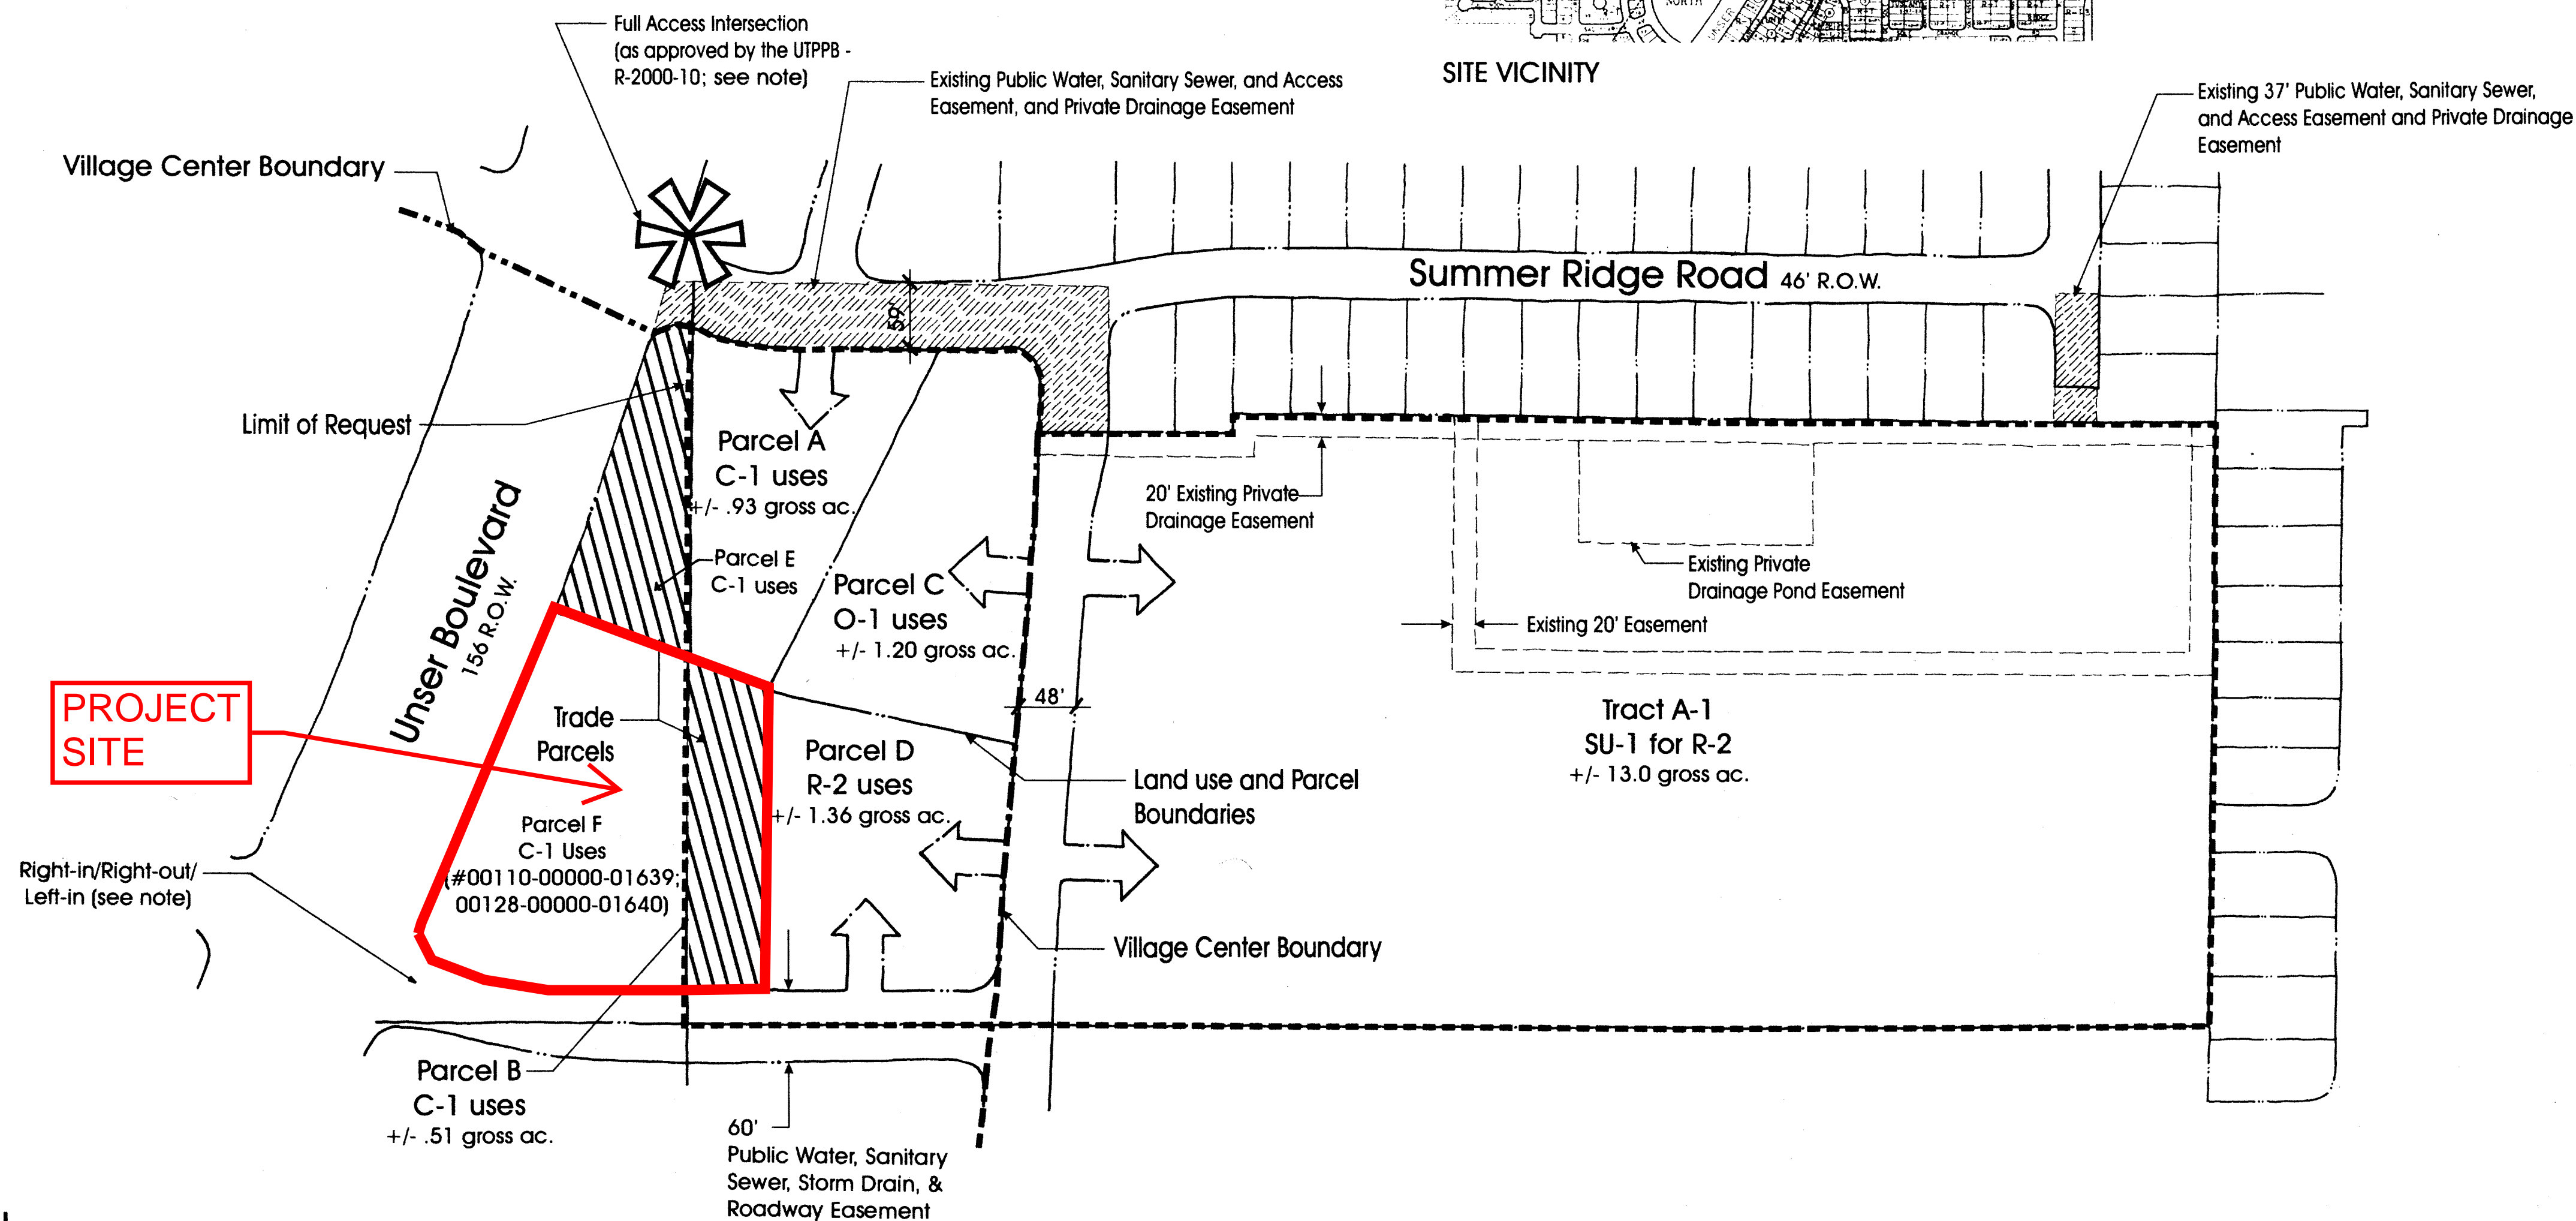 NORTH
UNSER
SITE VICINITY
Full Access Intersection
(as approved by the UTPPB -
R-2000-10; see note)
Existing Public Water, Sanitary Sewer, and Access
Easement, and Private Drainage Easement
Existing 37' Public Water, Sanitary Sewer,
and Access Easement and Private Drainage
Easement
Village Center Boundary
Summer Ridge Road 46' R.O.W.
59'
Limit of Request
Parcel A
C-1 uses
+/- .93 gross ac.
20' Existing Private
Drainage Easement
Unser Boulevard
156 R.O.W.
Parcel E
C-1 uses
Parcel C
O-1 uses
+/- 1.20 gross ac.
Existing Private
Drainage Pond Easement
Existing 20' Easement
PROJECT
SITE
Trade
Parcels
48'
Tract A-1
SU-1 for R-2
+/- 13.0 gross ac.
Parcel D
R-2 uses
+/- 1.36 gross ac.
Land use and Parcel
Boundaries
Parcel F
C-1 Uses
(#00110-00000-01639;
00128-00000-01640)
Right-in/Right-out/
Left-in (see note)
Village Center Boundary
Parcel B
C-1 uses
+/- .51 gross ac.
60'
Public Water, Sanitary
Sewer, Storm Drain, &
Roadway Easement